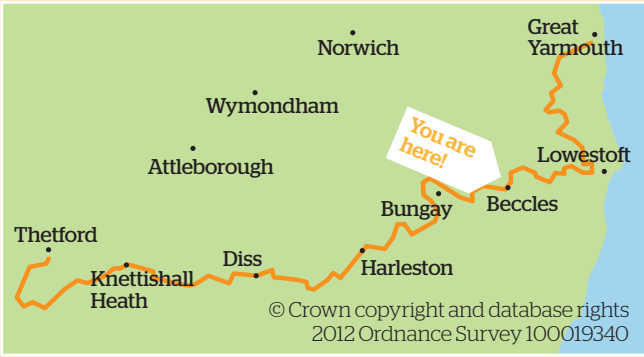 Great
Yarmouth
Norwich
Wymondham
You are
here!
Attleborough
Lowestoft
Bungay
Beccles
Thetford
Knettishall
Heath
Diss
Harleston
© Crown copyright and database rights
2012 Ordnance Survey 100019340